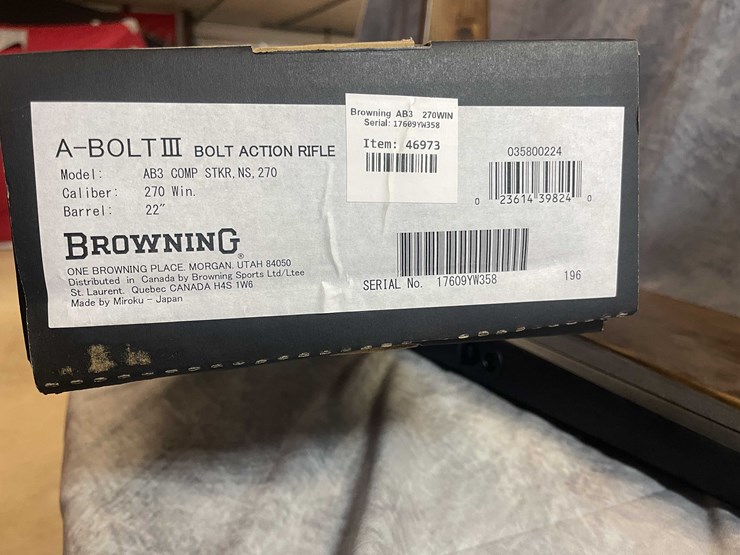 A-BOLT III BOLT ACTION RIFLE
Model: AB3 COMP STKR, NS, 270
Caliber: 270 Win.
Barrel: 22"
BROWNING®
ONE BROWNING PLACE. MORGAN. UTAH 84050
Distributed in Canada by Browning Sports Ltd/Ltee
St. Laurent. Quebec CANADA H4S 1W6
Made by Miroku - Japan
Browning AB3 270WIN
Serial: 17609YW358
Item: 46973
035800224
0 23614 39824 0
SERIAL No. 17609YW358
196